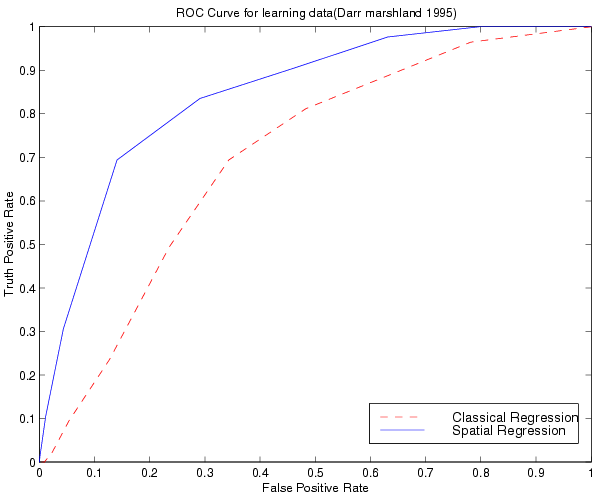 ROC Curve for learning data(Darr marshland 1995)
1
0.9
0.8
0.7
0.6
0.5
0.4
0.3
0.2
0.1
0
Truth Positive Rate
Classical Regression
Spatial Regression
0 0.1 0.2 0.3 0.4 0.5 0.6 0.7 0.8 0.9 1
False Positive Rate